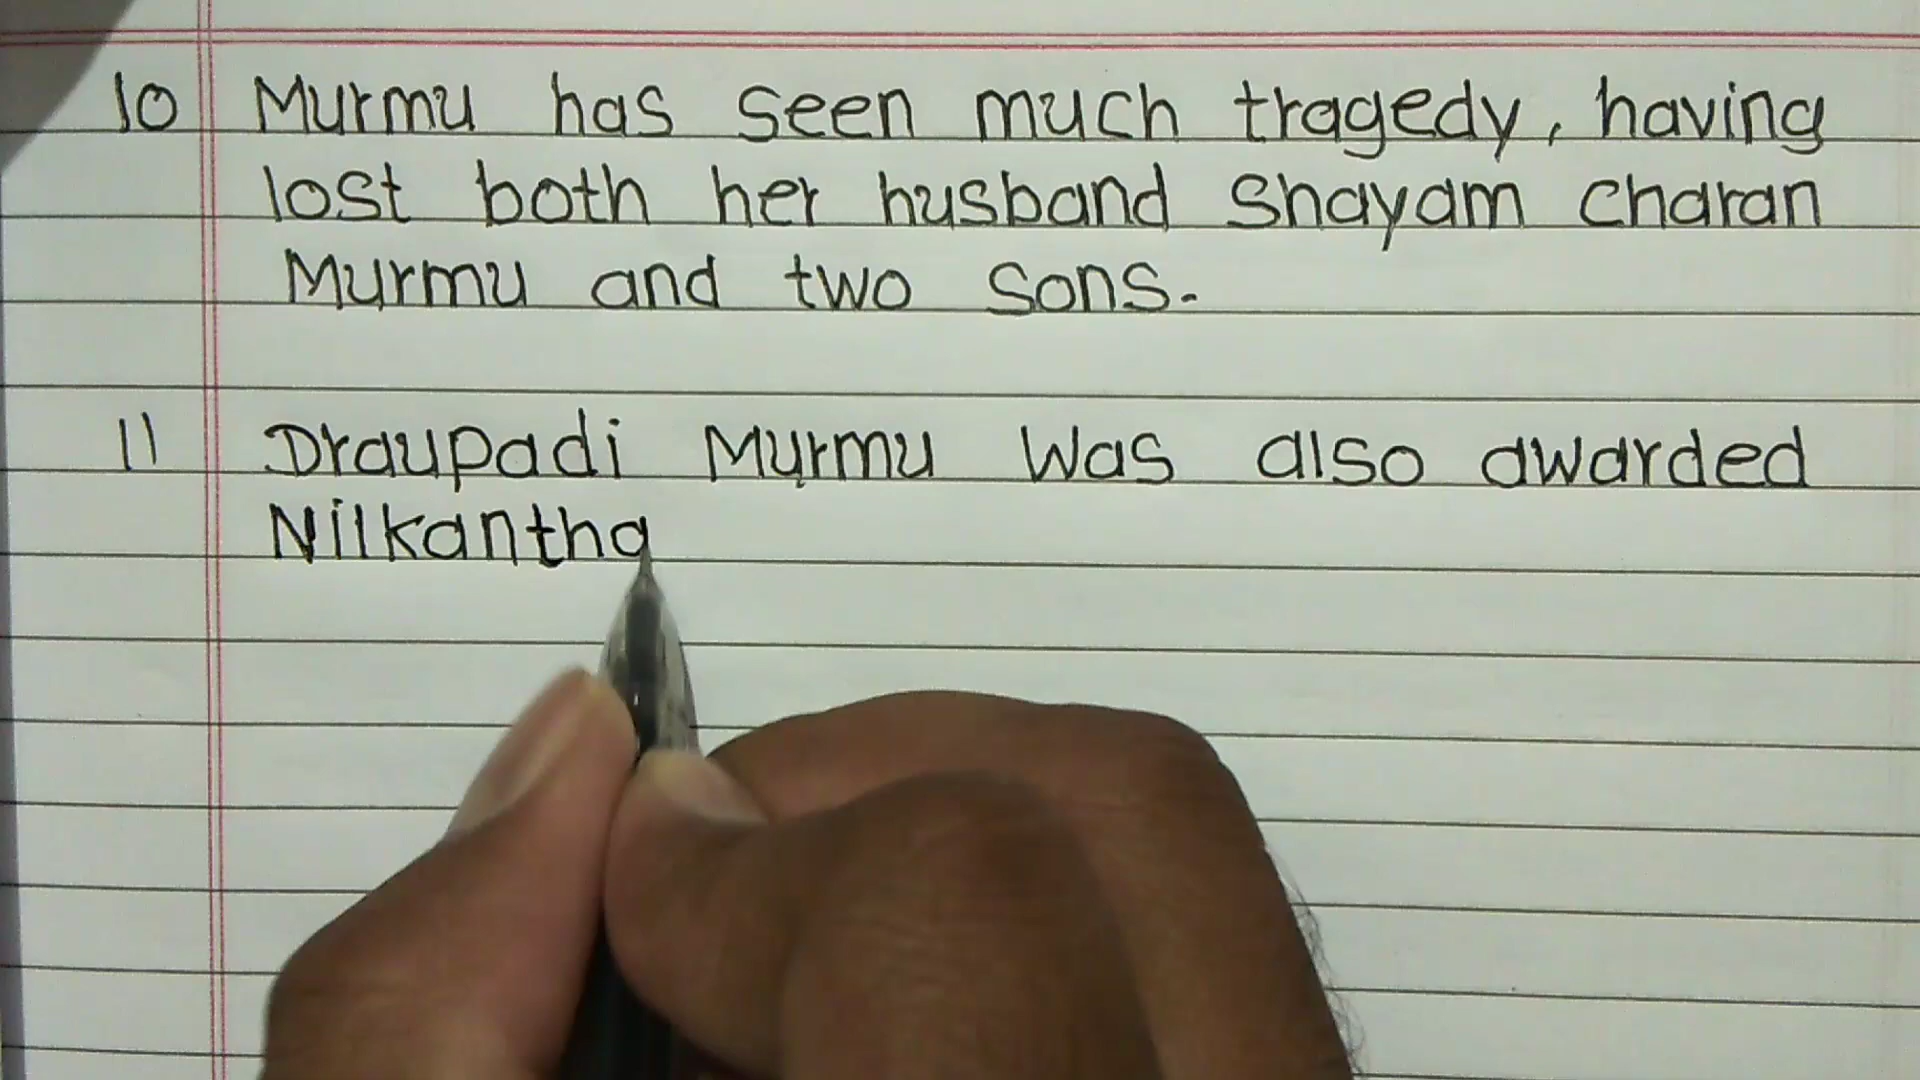 10 Murmu has seen much tragedy, having
lost both her husband Shayam charan
Murmu and two sons.
11 Draupadi Murmu was also awarded
Nilkantha